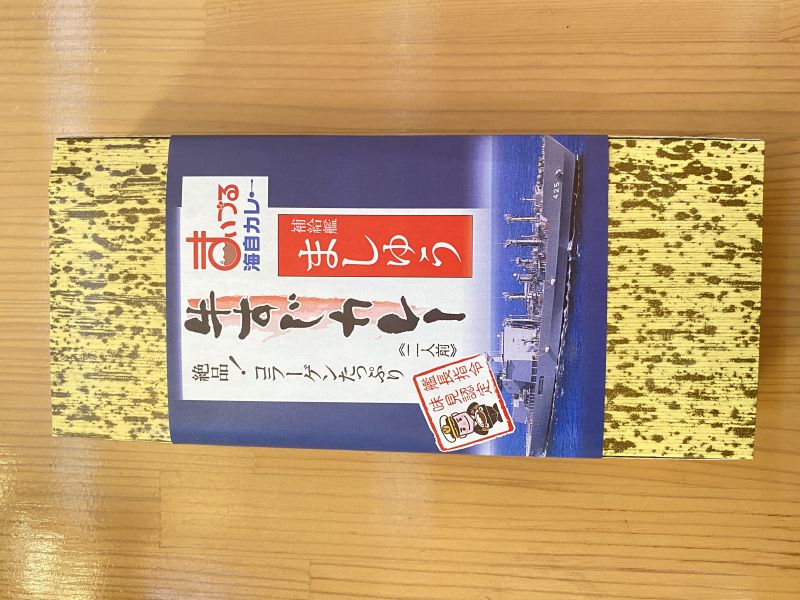 まいづる
海自カレー
補給艦
ましゅう
牛すじカレー
《二人前》
絶品!コラーゲンたっぷり
艦長指令
味見認定
425